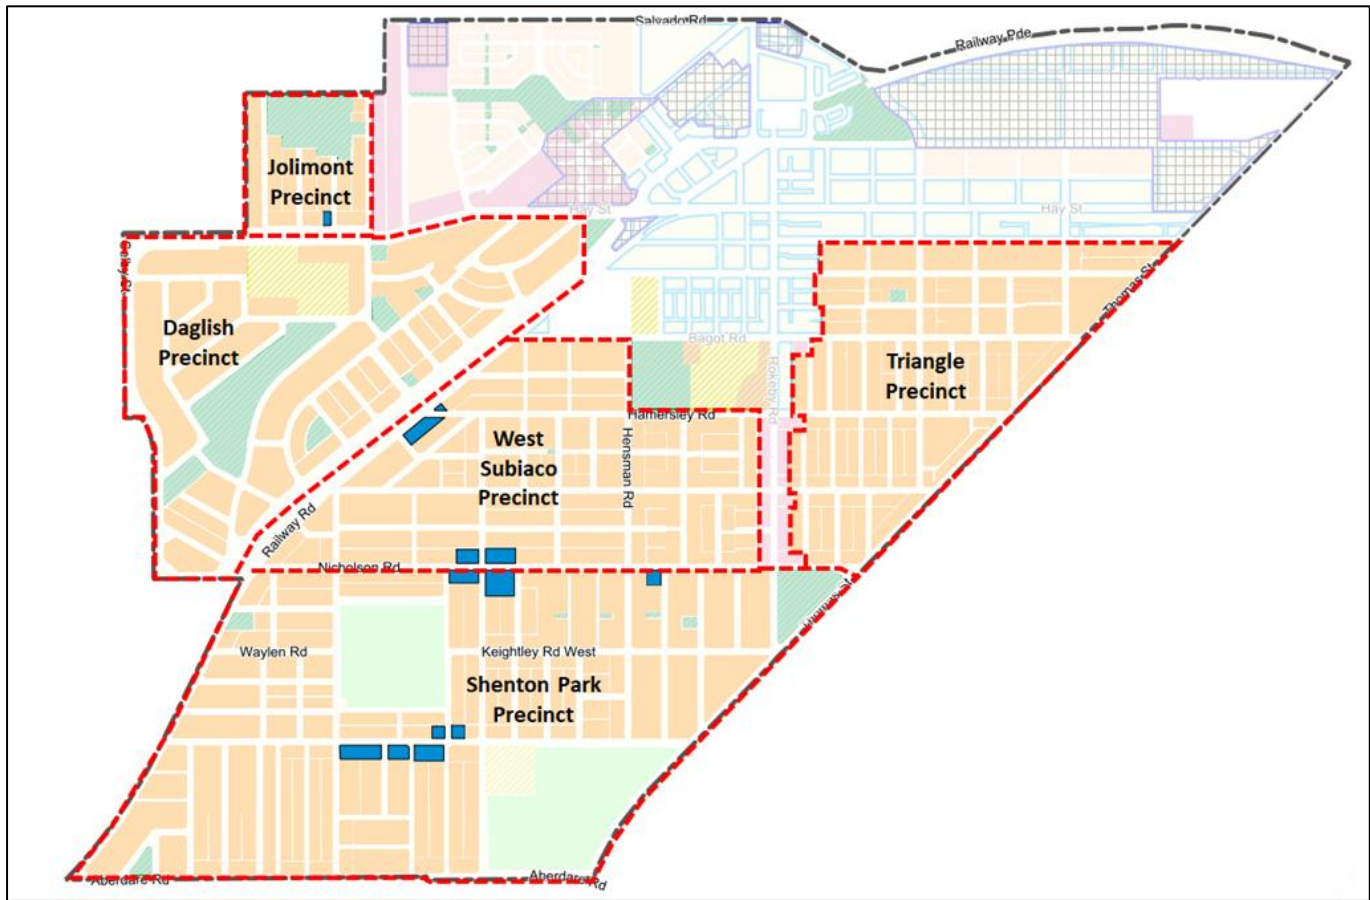 Salvado Rd
Railway Pde
Jolimont
Precinct
Hay St
Hay St
Selby St
Thomas St
Daglish
Precinct
Bagot Rd
Rokeby Rd
Triangle
Precinct
Hamersley Rd
West
Subiaco
Precinct
Hensman Rd
Railway Rd
Nicholson Rd
Thomas St
Waylen Rd
Keightley Rd West
Shenton Park
Precinct
Aberdare Rd
Aberdare Rd